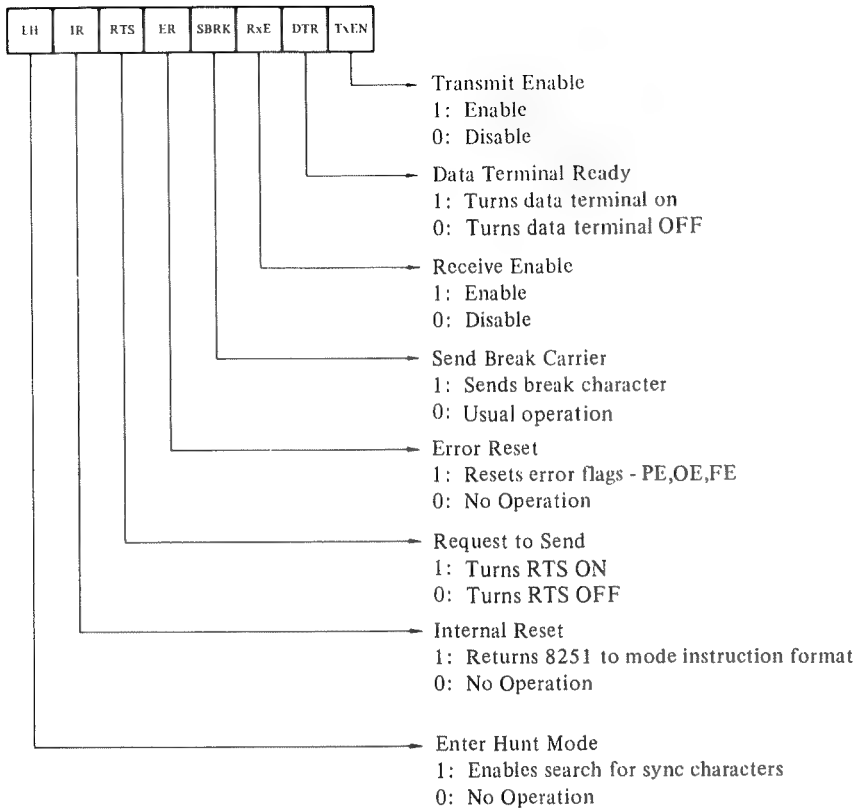 EH IR RTS ER SBRK RxE DTR TxEN
Transmit Enable
1: Enable
0: Disable
Data Terminal Ready
1: Turns data terminal on
0: Turns data terminal OFF
Receive Enable
1: Enable
0: Disable
Send Break Carrier
1: Sends break character
0: Usual operation
Error Reset
1: Resets error flags - PE,OE,FE
0: No Operation
Request to Send
1: Turns RTS ON
0: Turns RTS OFF
Internal Reset
1: Returns 8251 to mode instruction format
0: No Operation
Enter Hunt Mode
1: Enables search for sync characters
0: No Operation